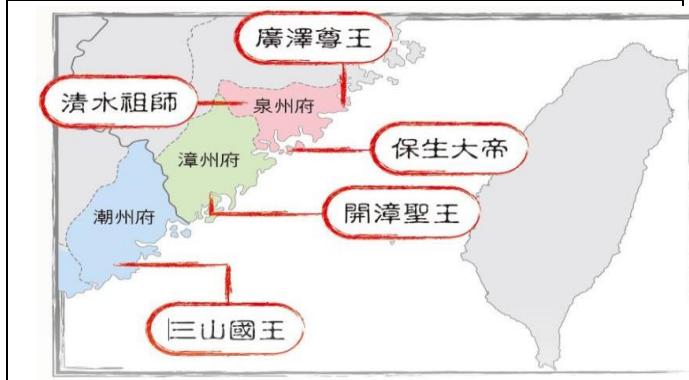 廣澤尊王
清水祖師
泉州府
保生大帝
漳州府
開漳聖王
潮州府
三山國王